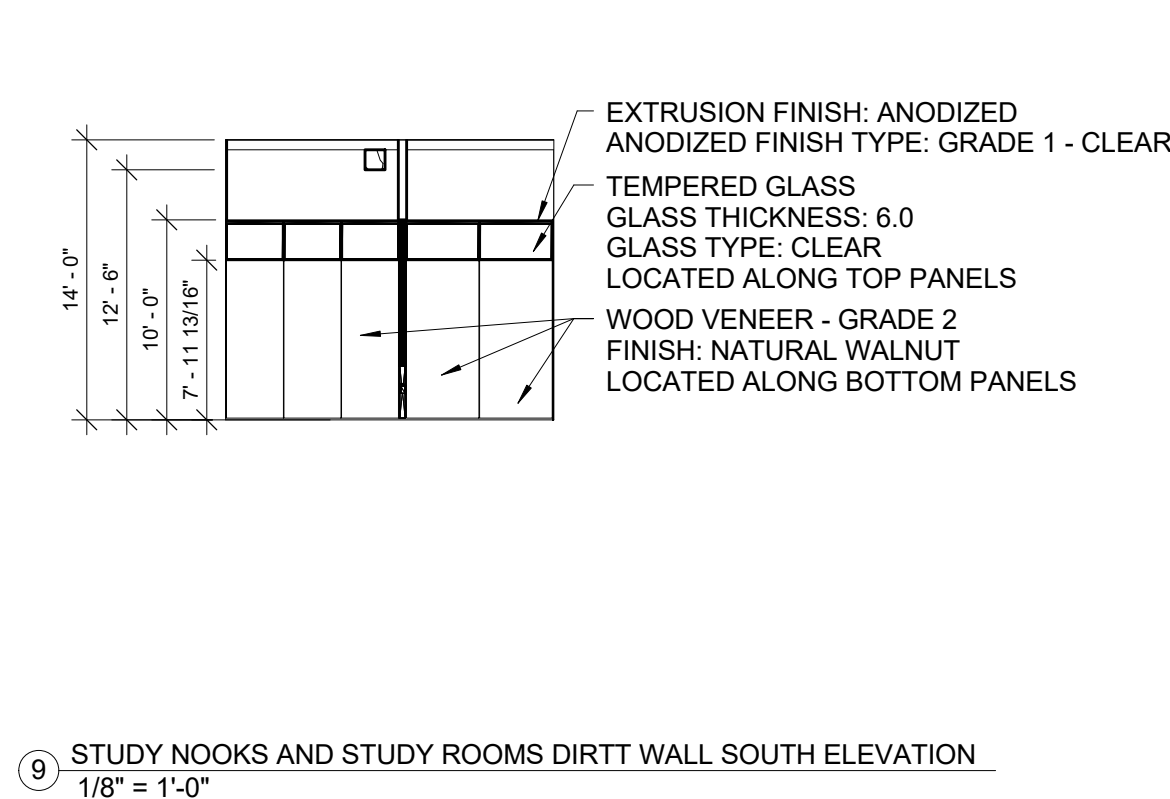 EXTRUSION FINISH: ANODIZED
ANODIZED FINISH TYPE: GRADE 1 - CLEAR
TEMPERED GLASS
GLASS THICKNESS: 6.0
GLASS TYPE: CLEAR
LOCATED ALONG TOP PANELS
WOOD VENEER - GRADE 2
FINISH: NATURAL WALNUT
LOCATED ALONG BOTTOM PANELS
14' - 0"
12' - 6"
10' - 0"
7' - 11 13/16"
9
STUDY NOOKS AND STUDY ROOMS DIRTT WALL SOUTH ELEVATION
1/8" = 1'-0"